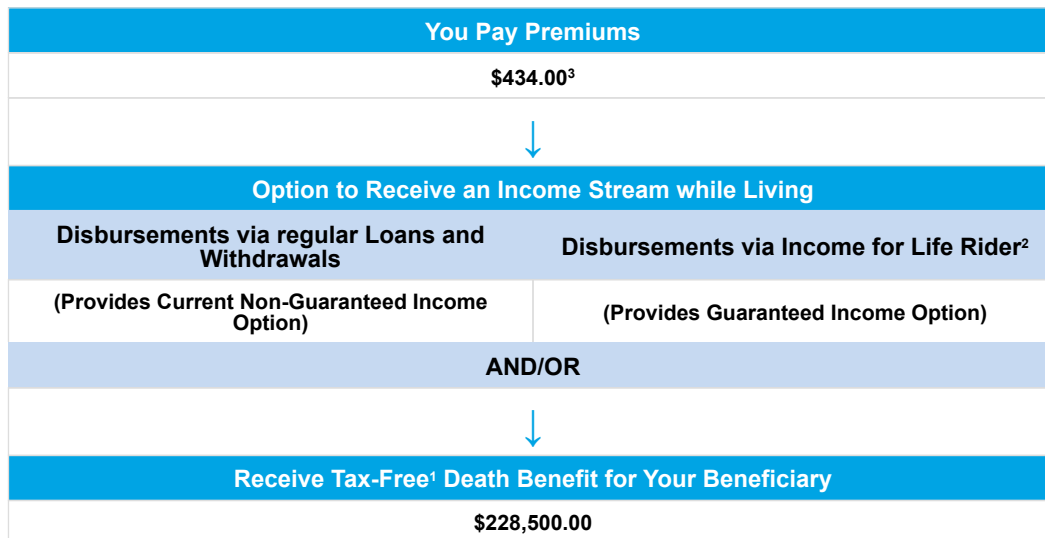 You Pay Premiums
$434.00³
Option to Receive an Income Stream while Living
Disbursements via regular Loans and
Withdrawals
Disbursements via Income for Life Rider²
(Provides Current Non-Guaranteed Income
Option)
(Provides Guaranteed Income Option)
AND/OR
Receive Tax-Free¹ Death Benefit for Your Beneficiary
$228,500.00